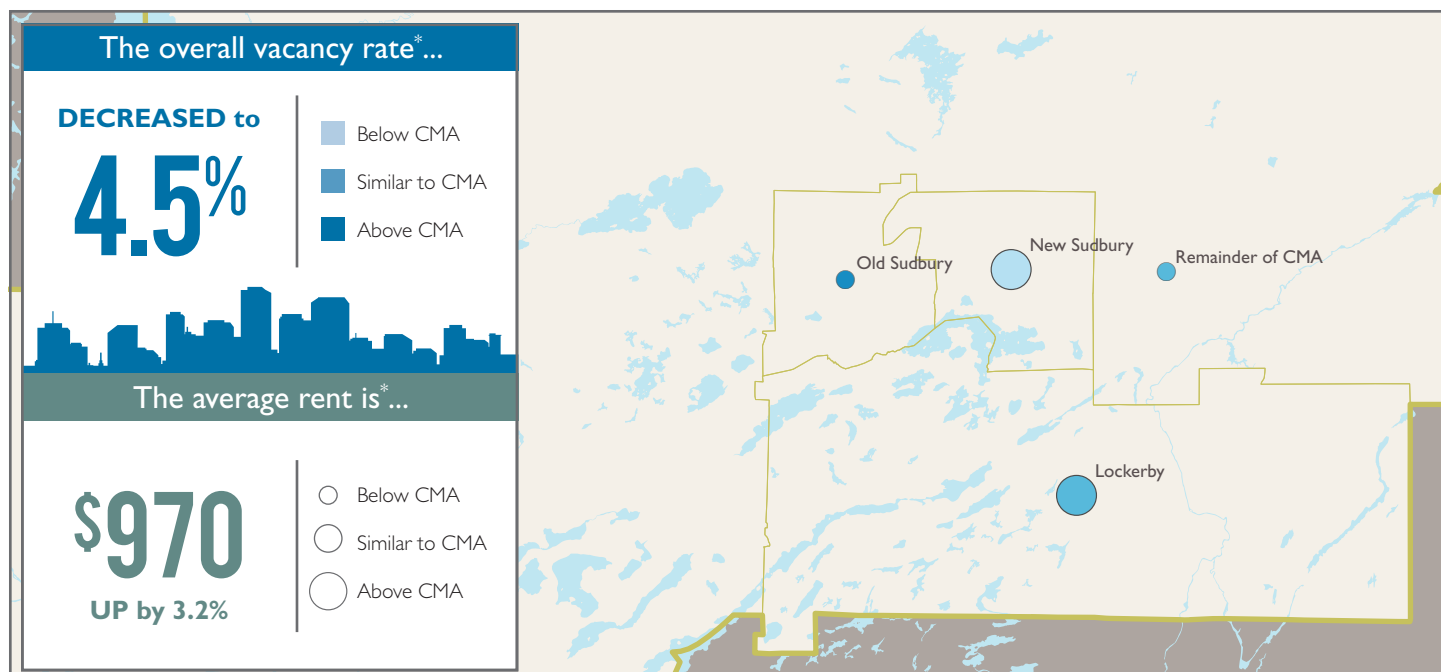 The overall vacancy rate*...
DECREASED to
4.5%
Below CMA
Similar to CMA
Above CMA
The average rent is*...
$970
UP by 3.2%
Below CMA
Similar to CMA
Above CMA
Old Sudbury
New Sudbury
Remainder of CMA
Lockerby